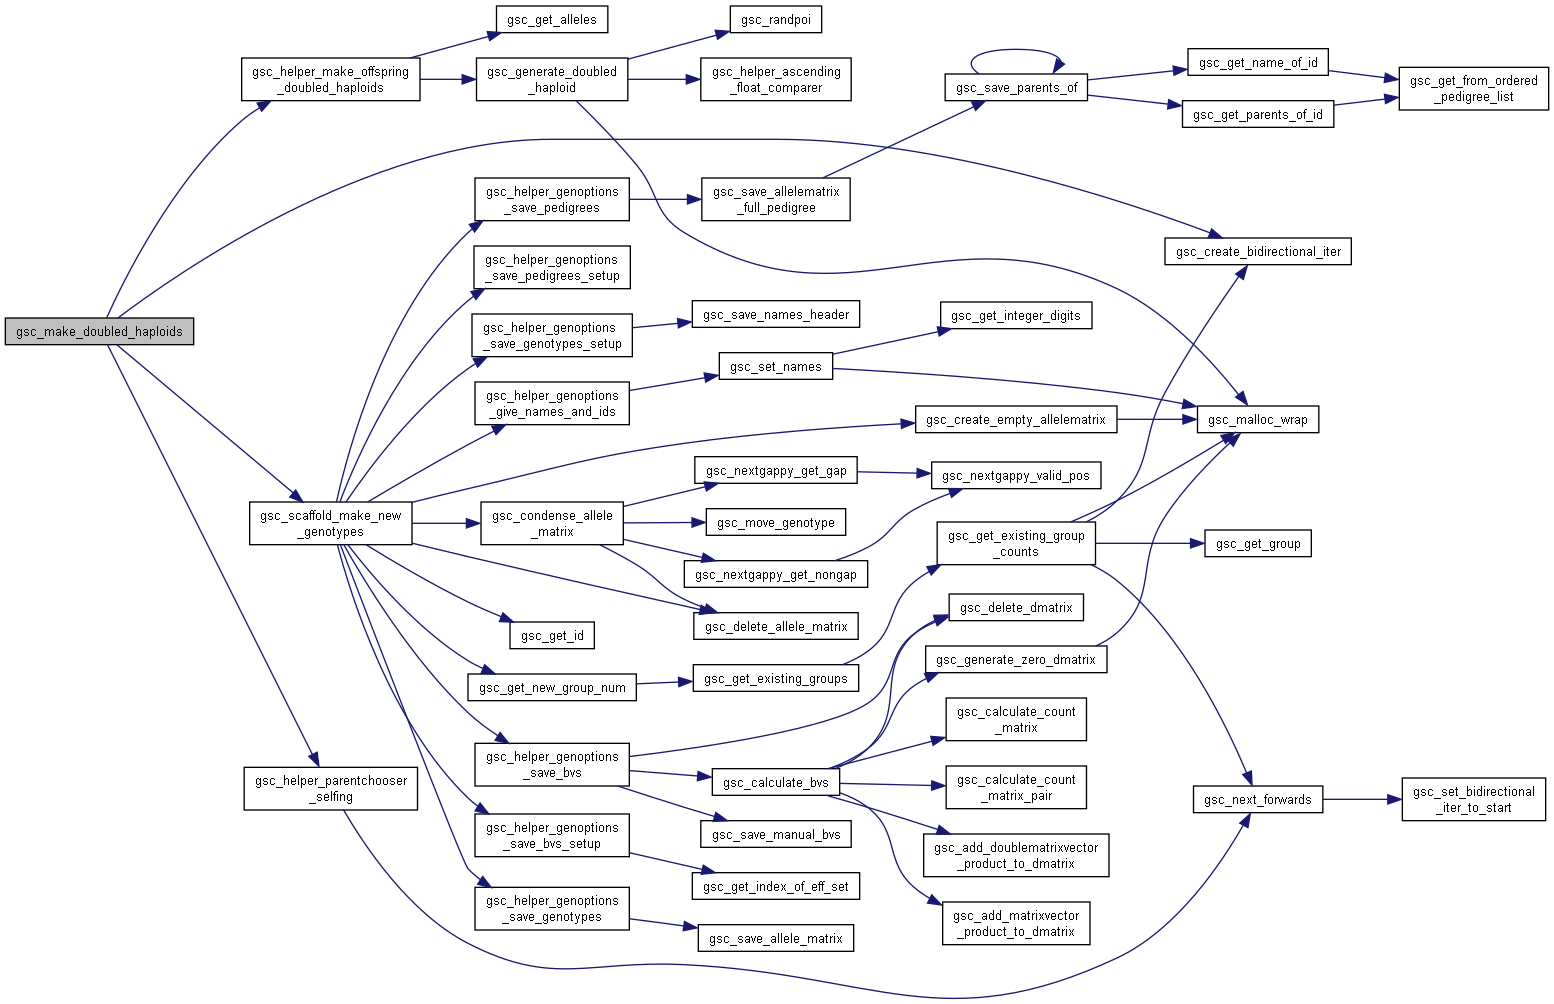 gsc_get_alleles
gsc_randpoi
gsc_helper_make_offspring
_doubled_haploids
gsc_generate_doubled
_haploid
gsc_helper_ascending
_float_comparer
gsc_save_parents_of
gsc_get_name_of_id
gsc_get_parents_of_id
gsc_get_from_ordered
_pedigree_list
gsc_helper_genoptions
_save_pedigrees
gsc_save_allelematrix
_full_pedigree
gsc_create_bidirectional_iter
gsc_helper_genoptions
_save_pedigrees_setup
gsc_make_doubled_haploids
gsc_helper_genoptions
_save_genotypes_setup
gsc_save_names_header
gsc_get_integer_digits
gsc_set_names
gsc_helper_genoptions
_give_names_and_ids
gsc_create_empty_allelematrix
gsc_malloc_wrap
gsc_nextgappy_get_gap
gsc_nextgappy_valid_pos
gsc_scaffold_make_new
_genotypes
gsc_condense_allele
_matrix
gsc_move_genotype
gsc_get_existing_group
_counts
gsc_get_group
gsc_nextgappy_get_nongap
gsc_delete_allele_matrix
gsc_delete_dmatrix
gsc_get_id
gsc_generate_zero_dmatrix
gsc_get_new_group_num
gsc_get_existing_groups
gsc_calculate_count
_matrix
gsc_helper_genoptions
_save_bvs
gsc_calculate_bvs
gsc_calculate_count
_matrix_pair
gsc_helper_parentchooser
_selfing
gsc_next_forwards
gsc_set_bidirectional
_iter_to_start
gsc_helper_genoptions
_save_bvs_setup
gsc_save_manual_bvs
gsc_add_doublematrixvector
_product_to_dmatrix
gsc_get_index_of_eff_set
gsc_helper_genoptions
_save_genotypes
gsc_save_allele_matrix
gsc_add_matrixvector
_product_to_dmatrix